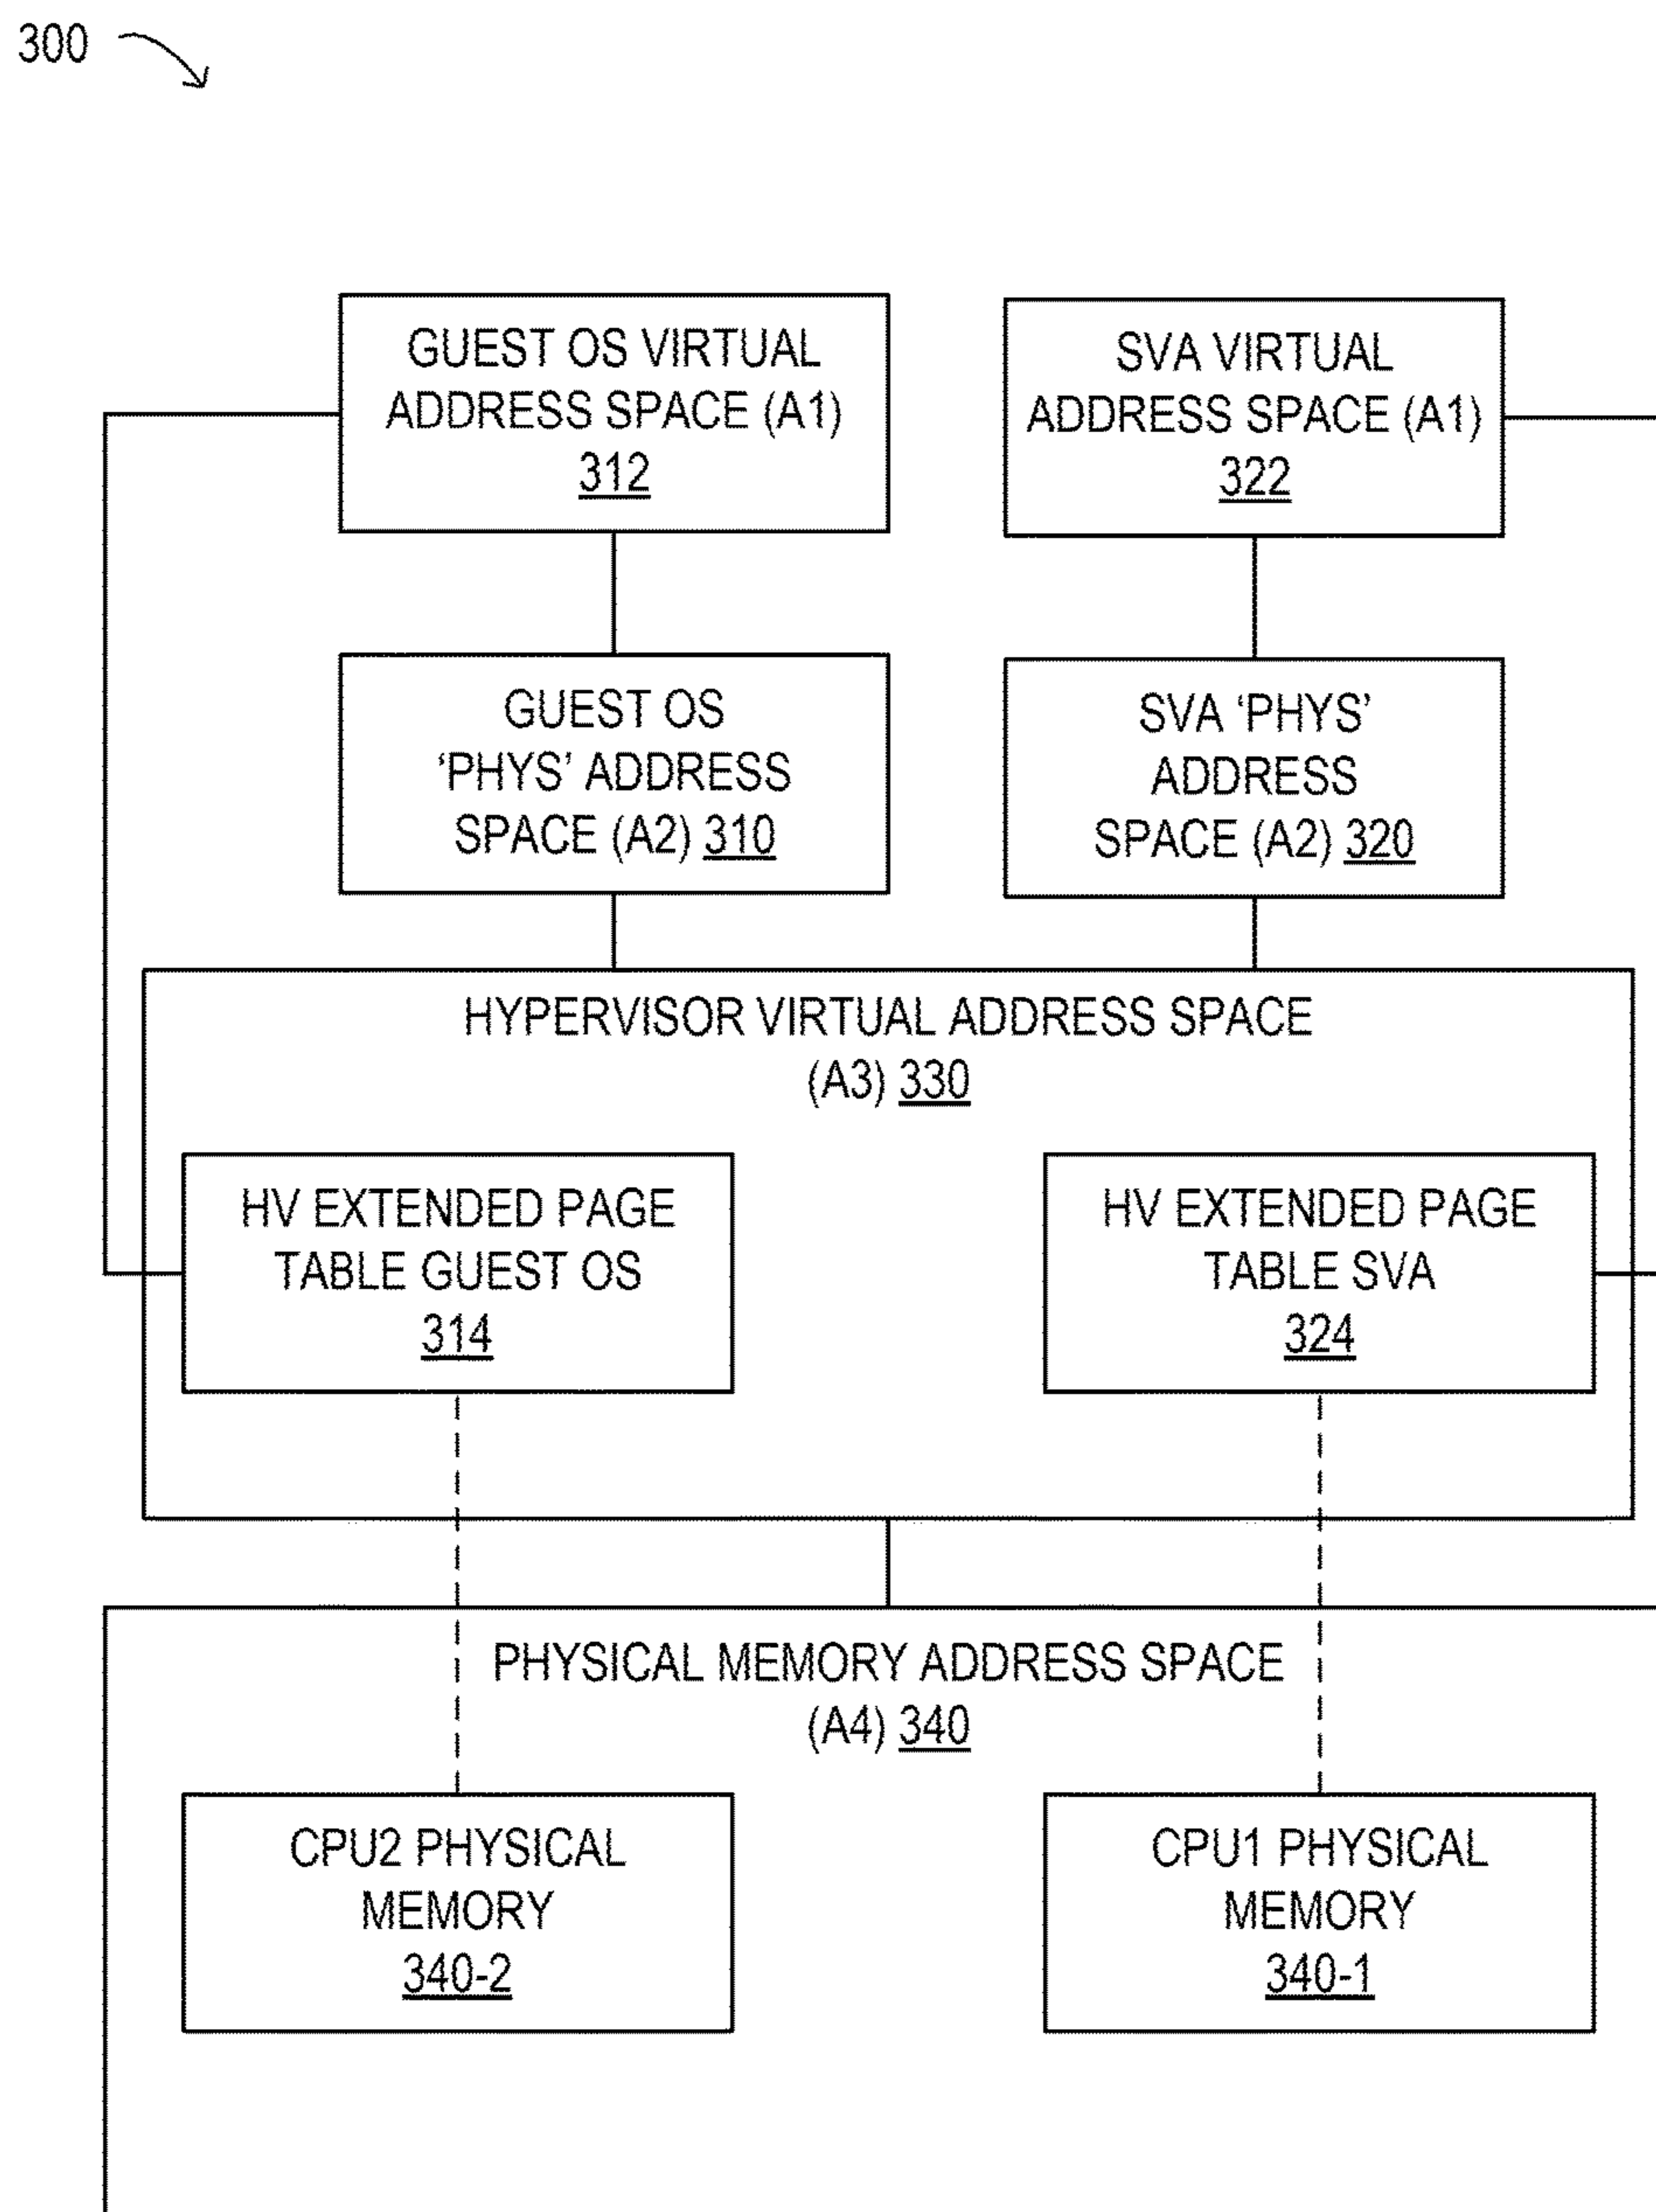 300
GUEST OS VIRTUAL
ADDRESS SPACE (A1)
312
SVA VIRTUAL
ADDRESS SPACE (A1)
322
GUEST OS
‘PHYS’ ADDRESS
SPACE (A2) 310
SVA ‘PHYS’
ADDRESS
SPACE (A2) 320
HYPERVISOR VIRTUAL ADDRESS SPACE
(A3) 330
HV EXTENDED PAGE
TABLE GUEST OS
314
HV EXTENDED PAGE
TABLE SVA
324
PHYSICAL MEMORY ADDRESS SPACE
(A4) 340
CPU2 PHYSICAL
MEMORY
340-2
CPU1 PHYSICAL
MEMORY
340-1